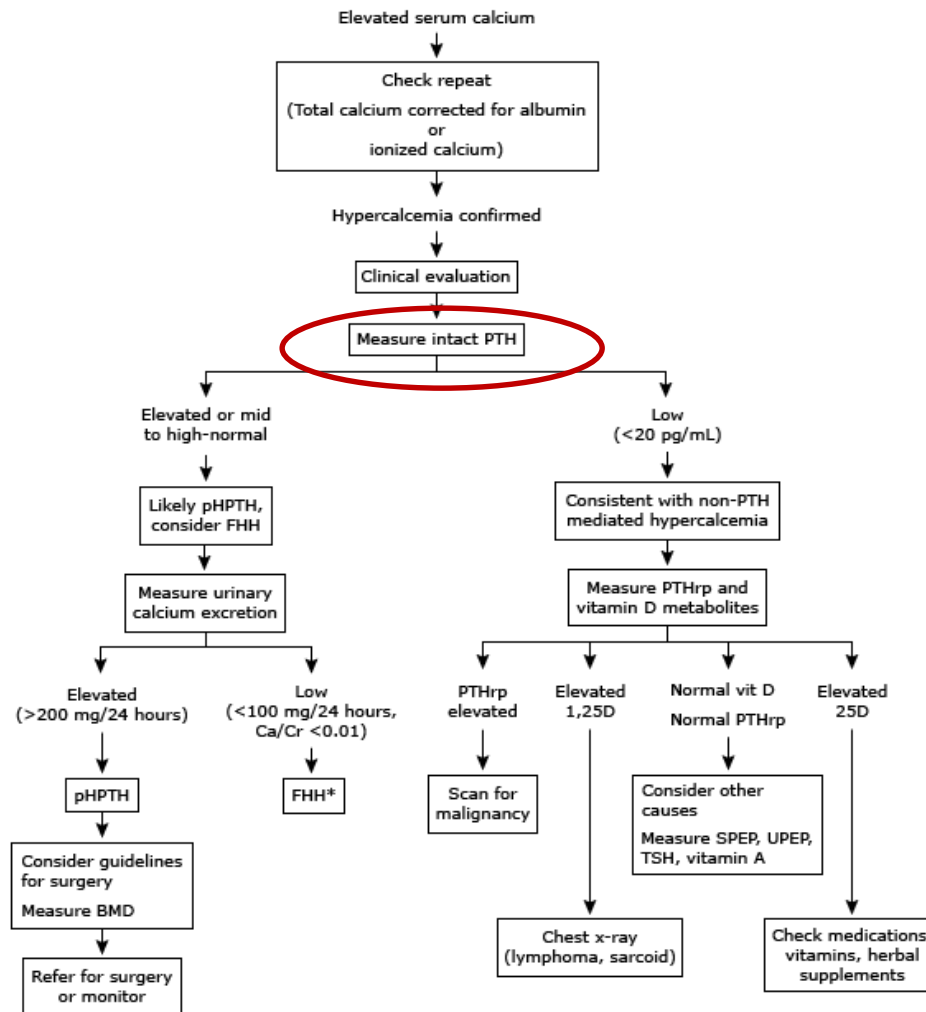 Elevated serum calcium
Check repeat
(Total calcium corrected for albumin
or
ionized calcium)
Hypercalcemia confirmed
Clinical evaluation
Measure intact PTH
Elevated or mid
to high-normal
Low
(<20 pg/mL)
Likely pHPTH,
consider FHH
Consistent with non-PTH
mediated hypercalcemia
Measure urinary
calcium excretion
Measure PTHrp and
vitamin D metabolites
Elevated
(>200 mg/24 hours)
Low
(<100 mg/24 hours,
Ca/Cr <0.01)
PTHrp
elevated
Elevated
1,25D
Normal vit D
Normal PTHrp
Elevated
25D
pHPTH
FHH*
Scan for
malignancy
Consider other
causes
Measure SPEP, UPEP,
TSH, vitamin A
Consider guidelines
for surgery
Measure BMD
Chest x-ray
(lymphoma, sarcoid)
Check medications,
vitamins, herbal
supplements
Refer for surgery
or monitor